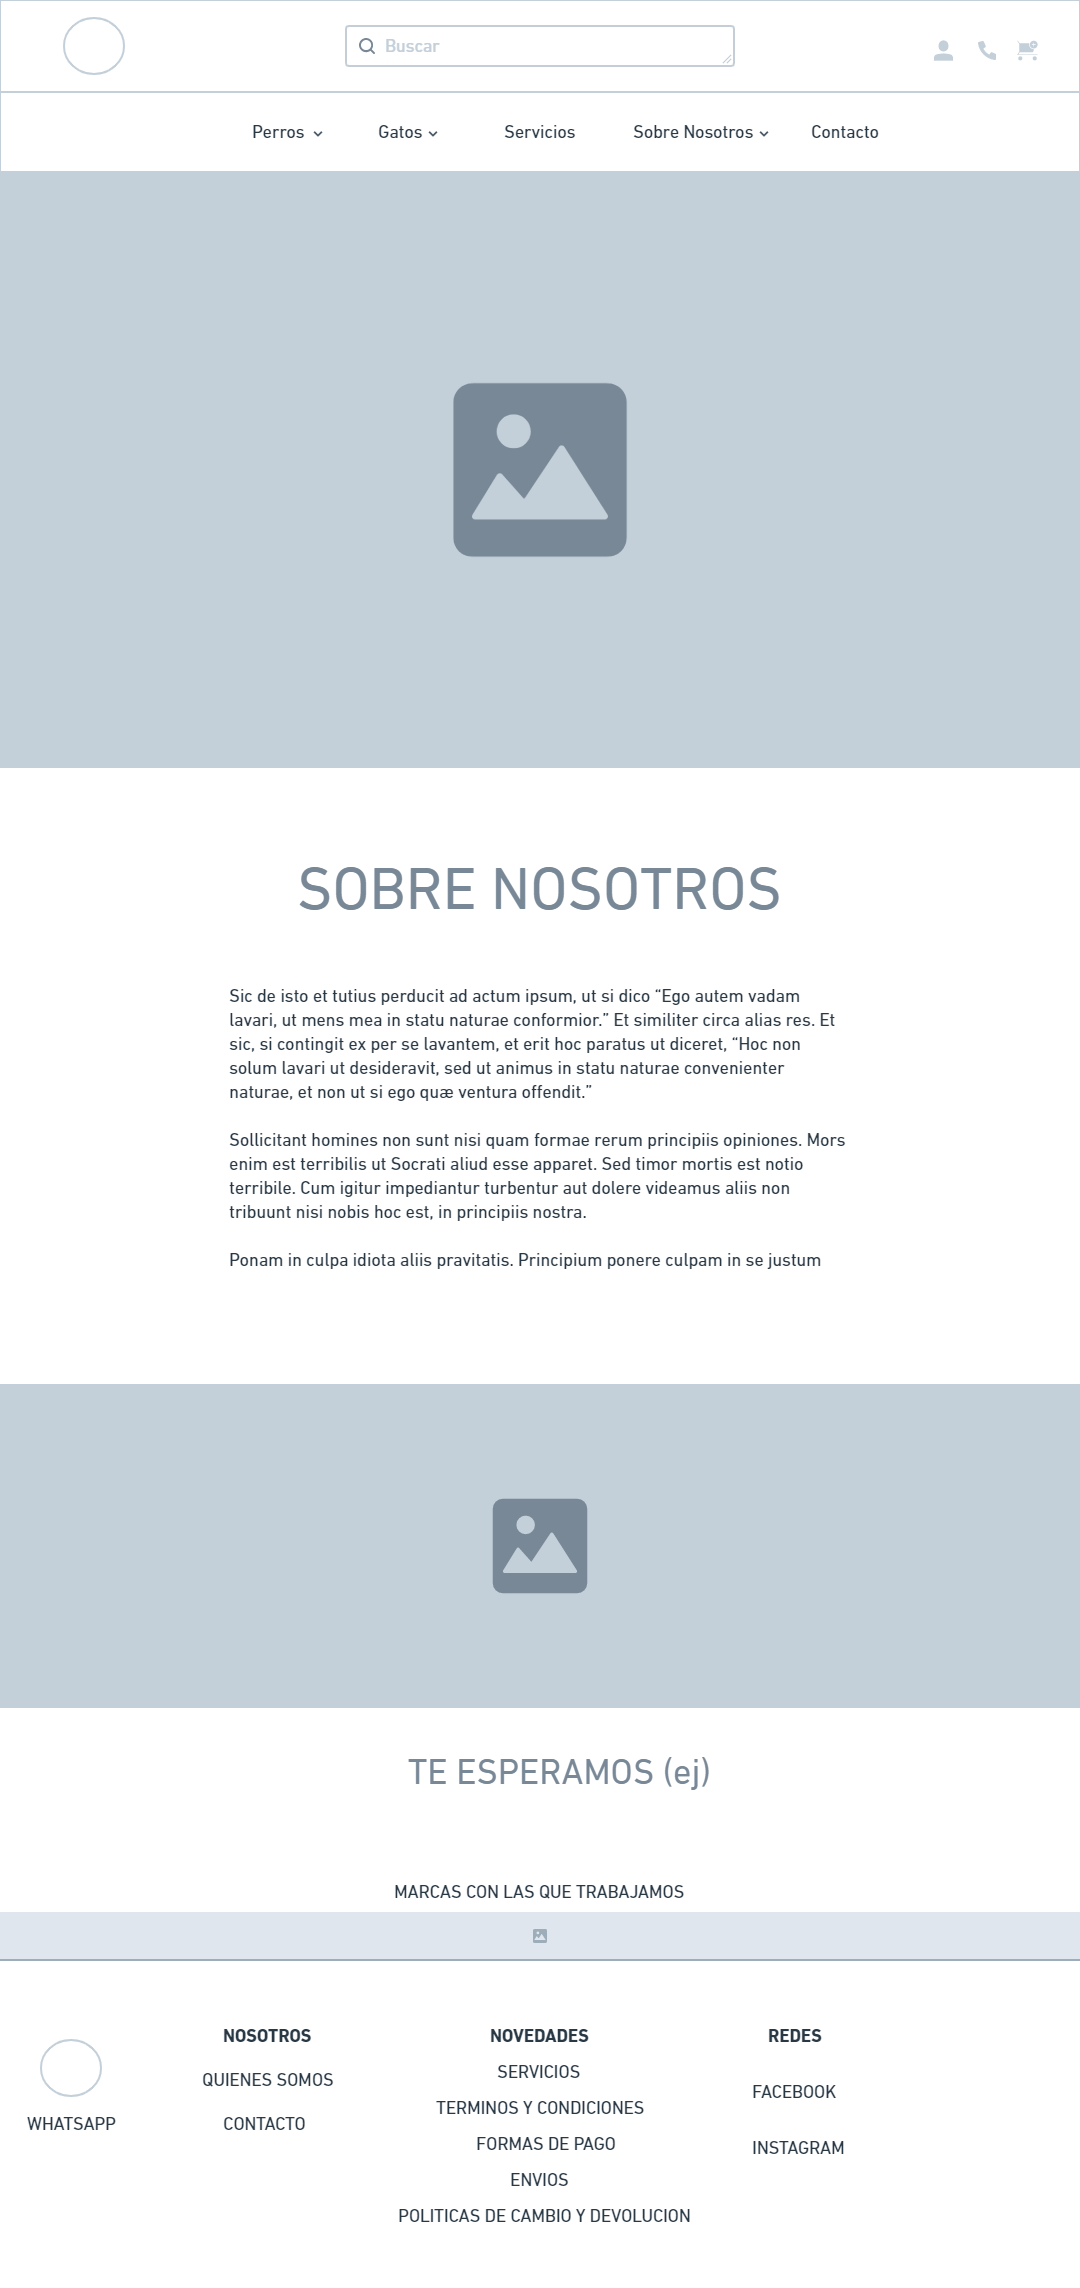 Buscar
Perros
Gatos
Servicios
Sobre Nosotros
Contacto
SOBRE NOSOTROS
Sic de isto et tutius perducit ad actum ipsum, ut si dico “Ego autem vadam
lavari, ut mens mea in statu naturae conformior.” Et similiter circa alias res. Et
sic, si contingit ex per se lavantem, et erit hoc paratus ut diceret, “Hoc non
solum lavari ut desideravit, sed ut animus in statu naturae convenienter
naturae, et non ut si ego quæ ventura offendit.”
Sollicitant homines non sunt nisi quam formae rerum principiis opiniones. Mors
enim est terribilis ut Socrati aliud esse apparet. Sed timor mortis est notio
terribile. Cum igitur impediantur turbentur aut dolere videamus aliis non
tribuunt nisi nobis hoc est, in principiis nostra.
Ponam in culpa idiota aliis pravitatis. Principium ponere culpam in se justum
TE ESPERAMOS (ej)
MARCAS CON LAS QUE TRABAJAMOS
WHATSAPP
NOSOTROS
QUIENES SOMOS
CONTACTO
NOVEDADES
SERVICIOS
TERMINOS Y CONDICIONES
FORMAS DE PAGO
ENVIOS
POLITICAS DE CAMBIO Y DEVOLUCION
REDES
FACEBOOK
INSTAGRAM